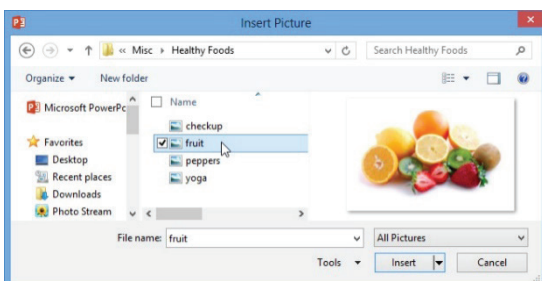 Insert Picture
« Misc Healthy Foods
Search Healthy Foods
Organize New folder
Microsoft PowerPc
Name
checkup
Favorites
fruit
Desktop
peppers
Recent places
yoga
Downloads
Photo Stream
File name: fruit
All Pictures
Tools Insert Cancel